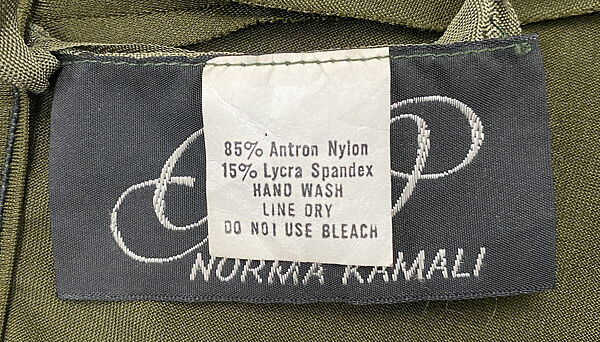 85% Antron Nylon
15% Lycra Spandex
HAND WASH
LINE DRY
DO NOT USE BLEACH
NORMA KAMALI